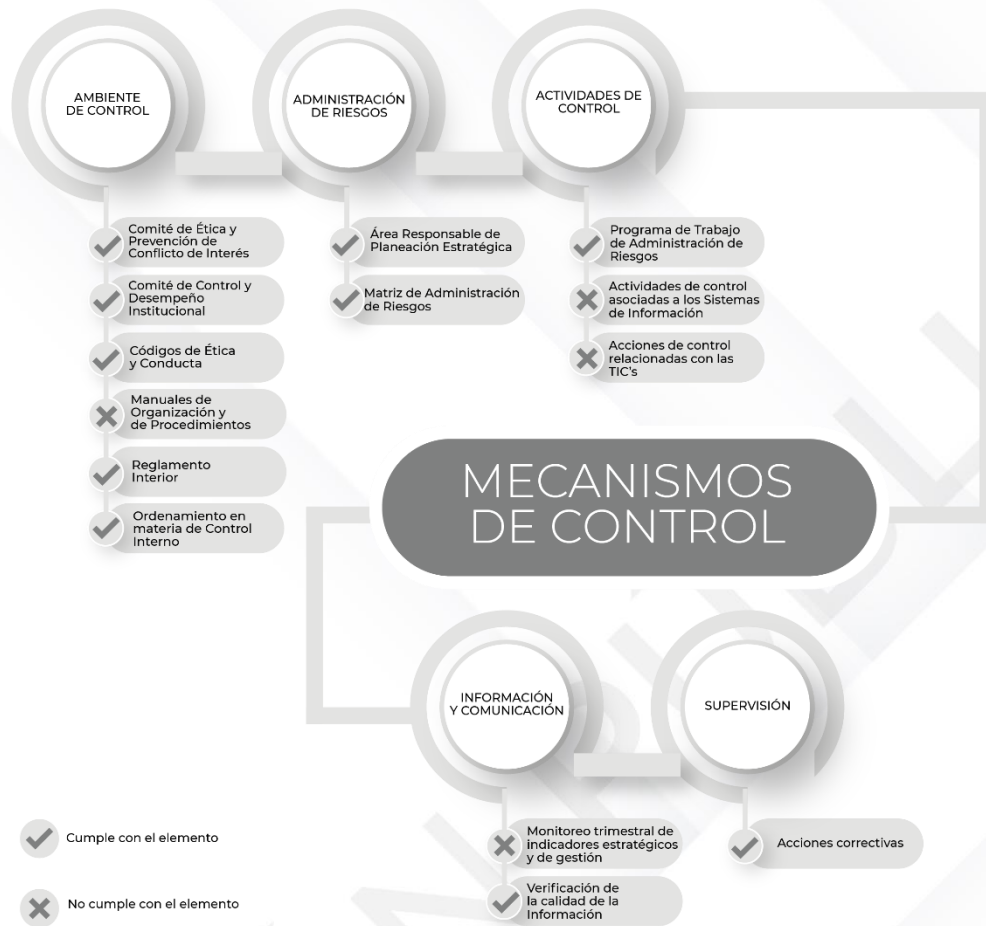 AMBIENTE
DE CONTROL
ADMINISTRACIÓN
DE RIESGOS
ACTIVIDADES DE
CONTROL
Comité de Ética y
Prevención de
Conflicto de Interés
Comité de Control y
Desempeño
Institucional
Códigos de Ética
y Conducta
Manuales de
Organización y
de Procedimientos
Reglamento
Interior
Ordenamiento en
materia de Control
Interno
Área Responsable de
Planeación Estratégica
Matriz de Administración
de Riesgos
Programa de Trabajo
de Administración de
Riesgos
Actividades de control
asociadas a los Sistemas
de Información
Acciones de control
relacionadas con las
TIC's
MECANISMOS
DE CONTROL
INFORMACIÓN
Y COMUNICACIÓN
SUPERVISIÓN
Monitoreo trimestral de
indicadores estratégicos
y de gestión
Verificación de
la calidad de la
Información
Acciones correctivas
Cumple con el elemento
No cumple con el elemento